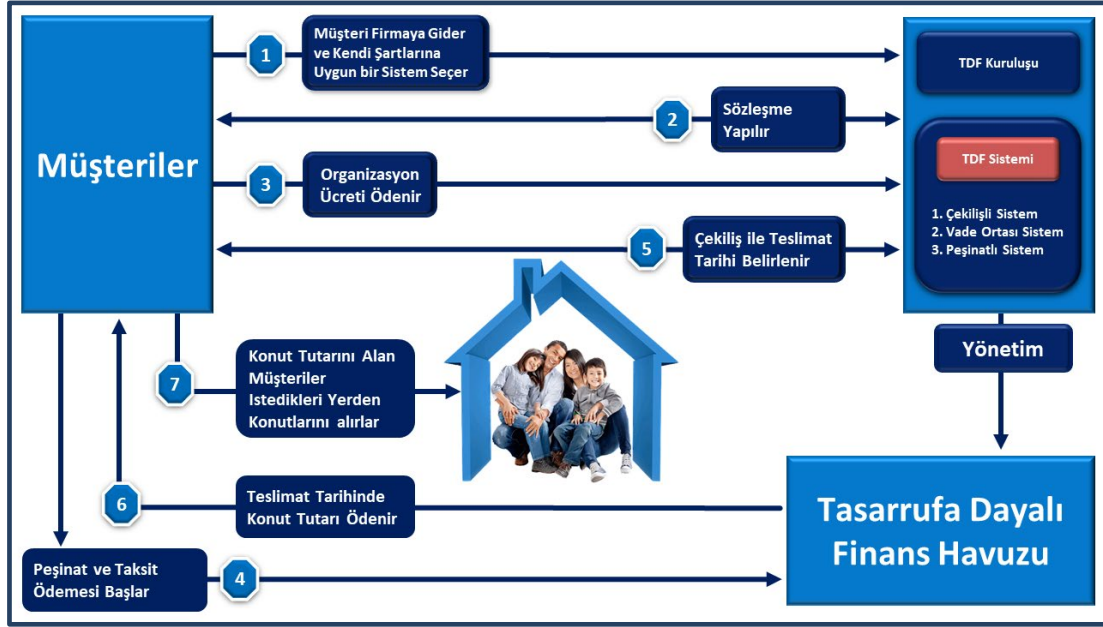 Müşteriler
1
Müşteri Firmaya Gider
ve Kendi Şartlarına
Uygun bir Sistem Seçer
TDF Kuruluşu
2
Sözleşme
Yapılır
TDF Sistemi
1. Çekilişli Sistem
2. Vade Ortası Sistem
3. Peşinatlı Sistem
3
Organizasyon
Ücreti Ödenir
5
Çekiliş ile Teslimat
Tarihi Belirlenir
Yönetim
7
Konut Tutarını Alan
Müşteriler
Istedikleri Yerden
Konutlarını alırlar
6
Teslimat Tarihinde
Konut Tutarı Ödenir
Tasarrufa Dayalı
Finans Havuzu
Peşinat ve Taksit
Ödemesi Başlar
4